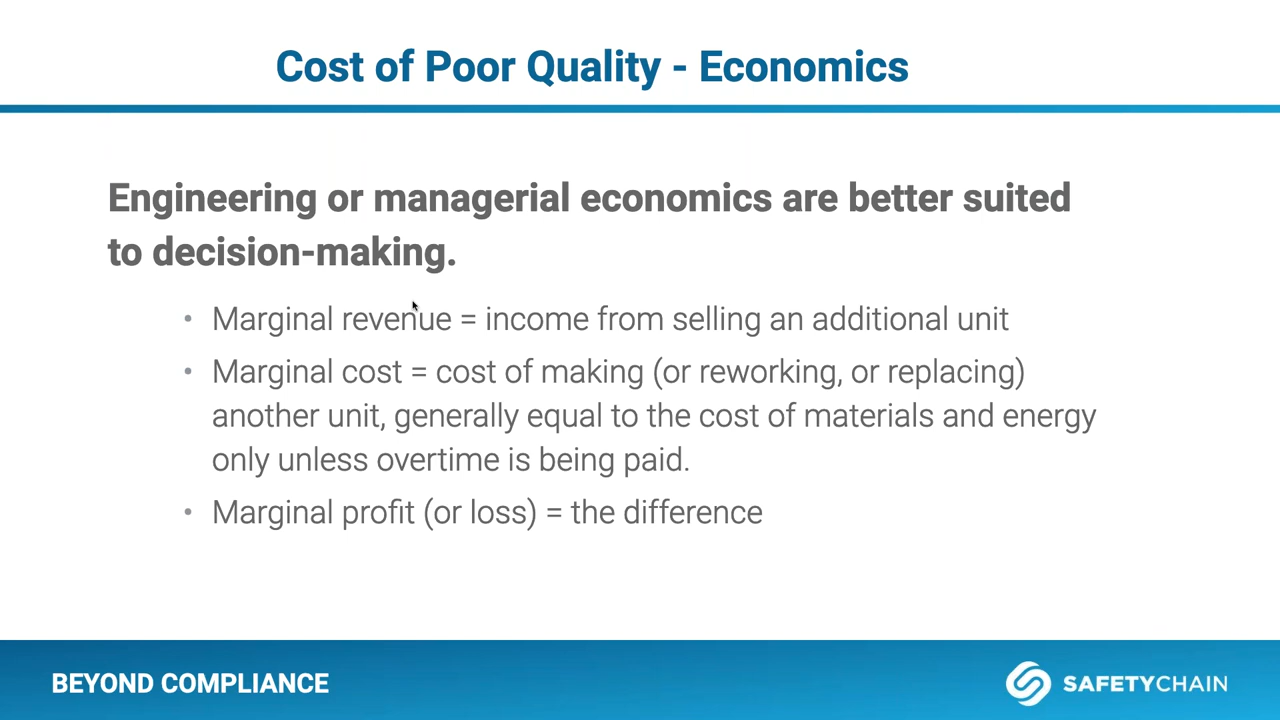 Cost of Poor Quality - Economics
Engineering or managerial economics are better suited
to decision-making.
• Marginal revenue = income from selling an additional unit
• Marginal cost = cost of making (or reworking, or replacing)
another unit, generally equal to the cost of materials and energy
only unless overtime is being paid.
• Marginal profit (or loss) = the difference
BEYOND COMPLIANCE
SAFETYCHAIN